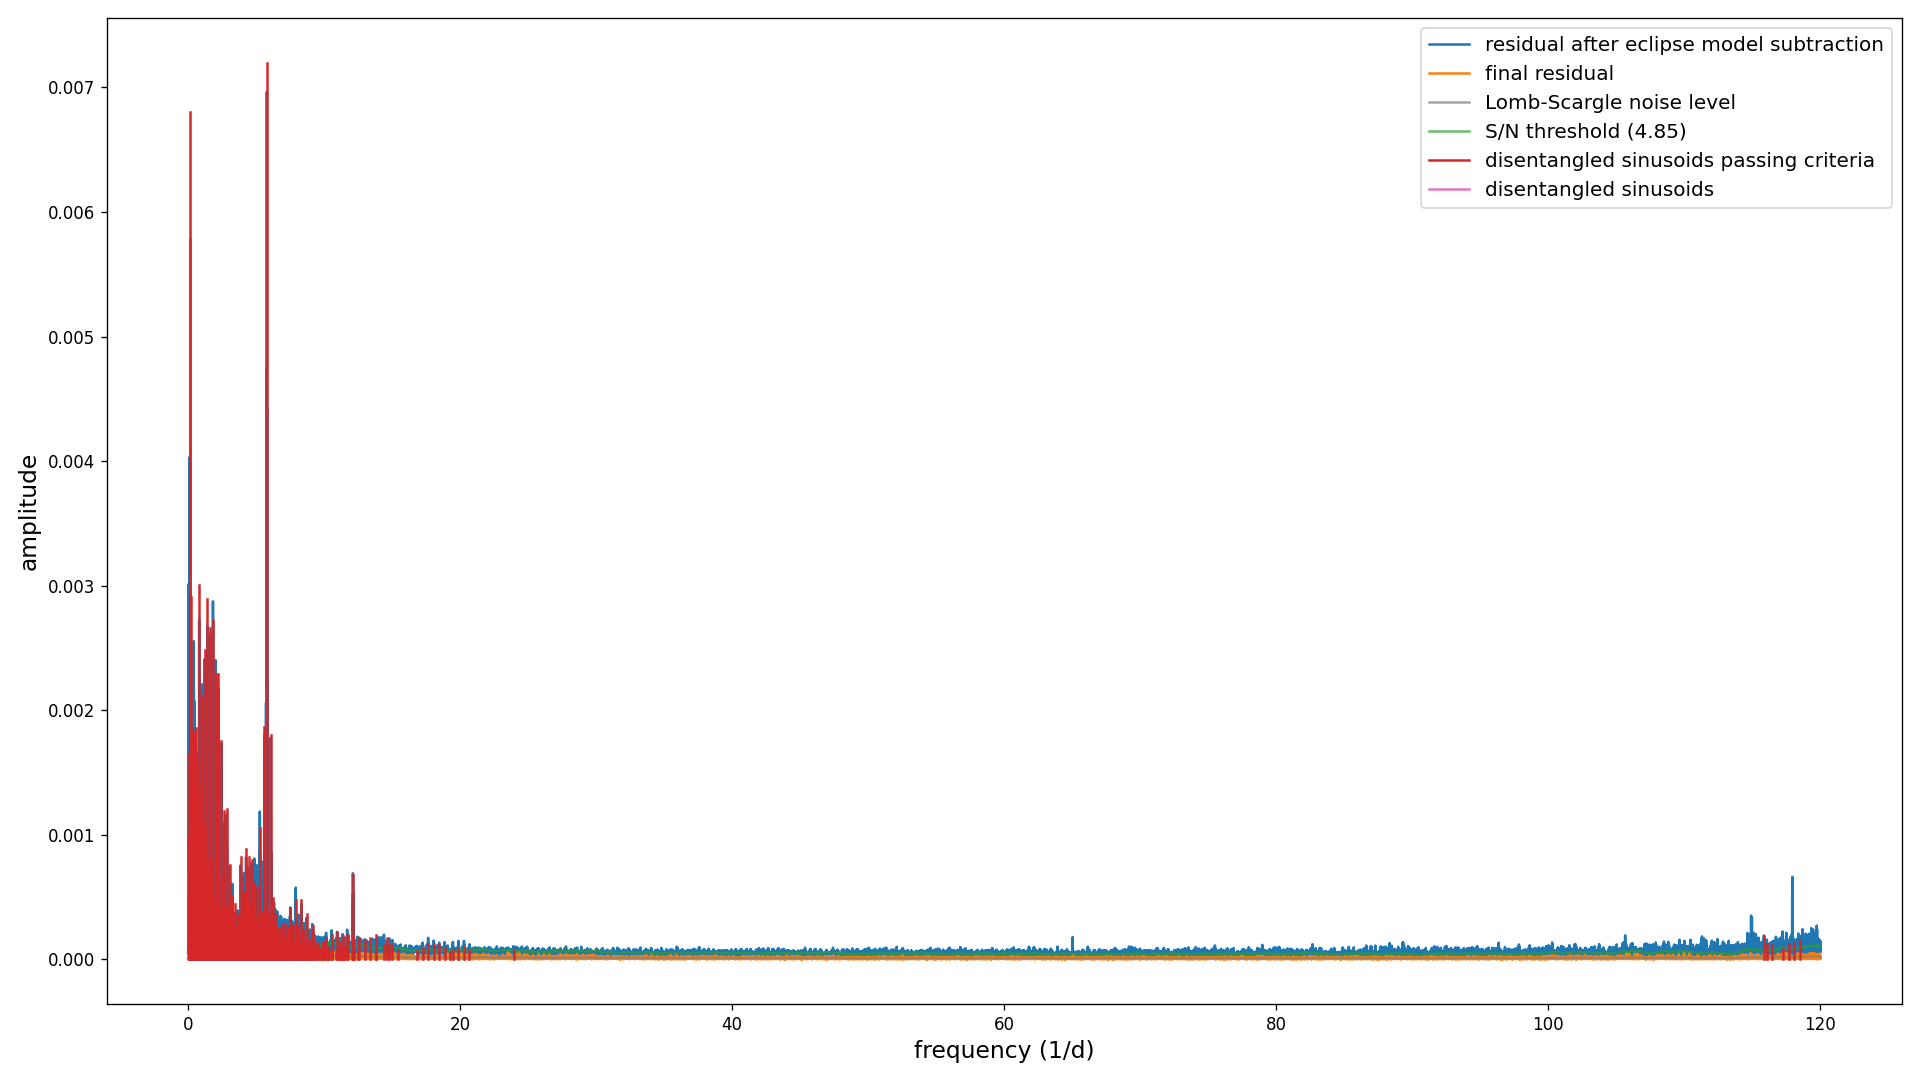 residual after eclipse model subtraction
final residual
Lomb-Scargle noise level
S/N threshold (4.85)
disentangled sinusoids passing criteria
disentangled sinusoids
0.007
0.006
0.005
0.004
0.003
0.002
0.001
0.000
amplitude
0 20 40 60 80 100 120
frequency (1/d)